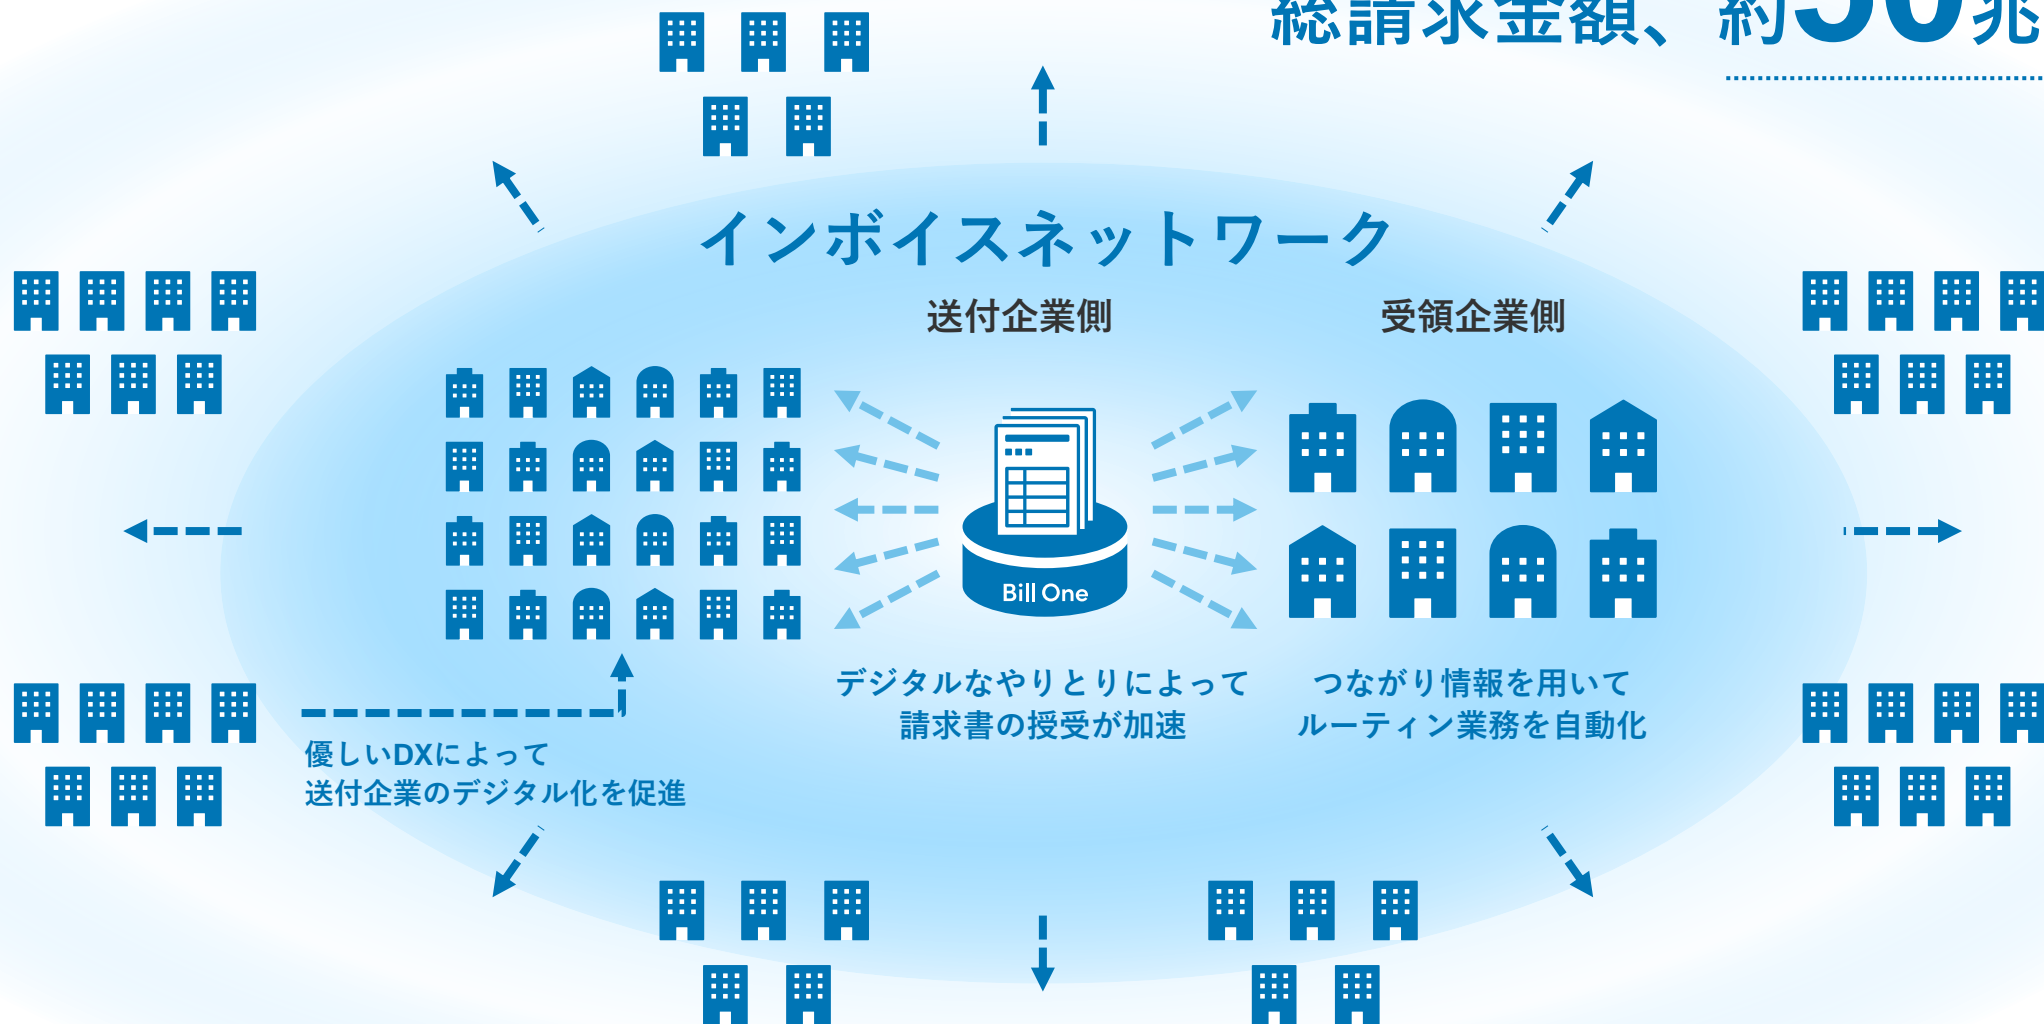 総請求金額、約50兆
インボイスネットワーク
送付企業側
受領企業側
Bill One
デジタルなやりとりによって
請求書の授受が加速
つながり情報を用いて
ルーティン業務を自動化
優しいDXによって
送付企業のデジタル化を促進